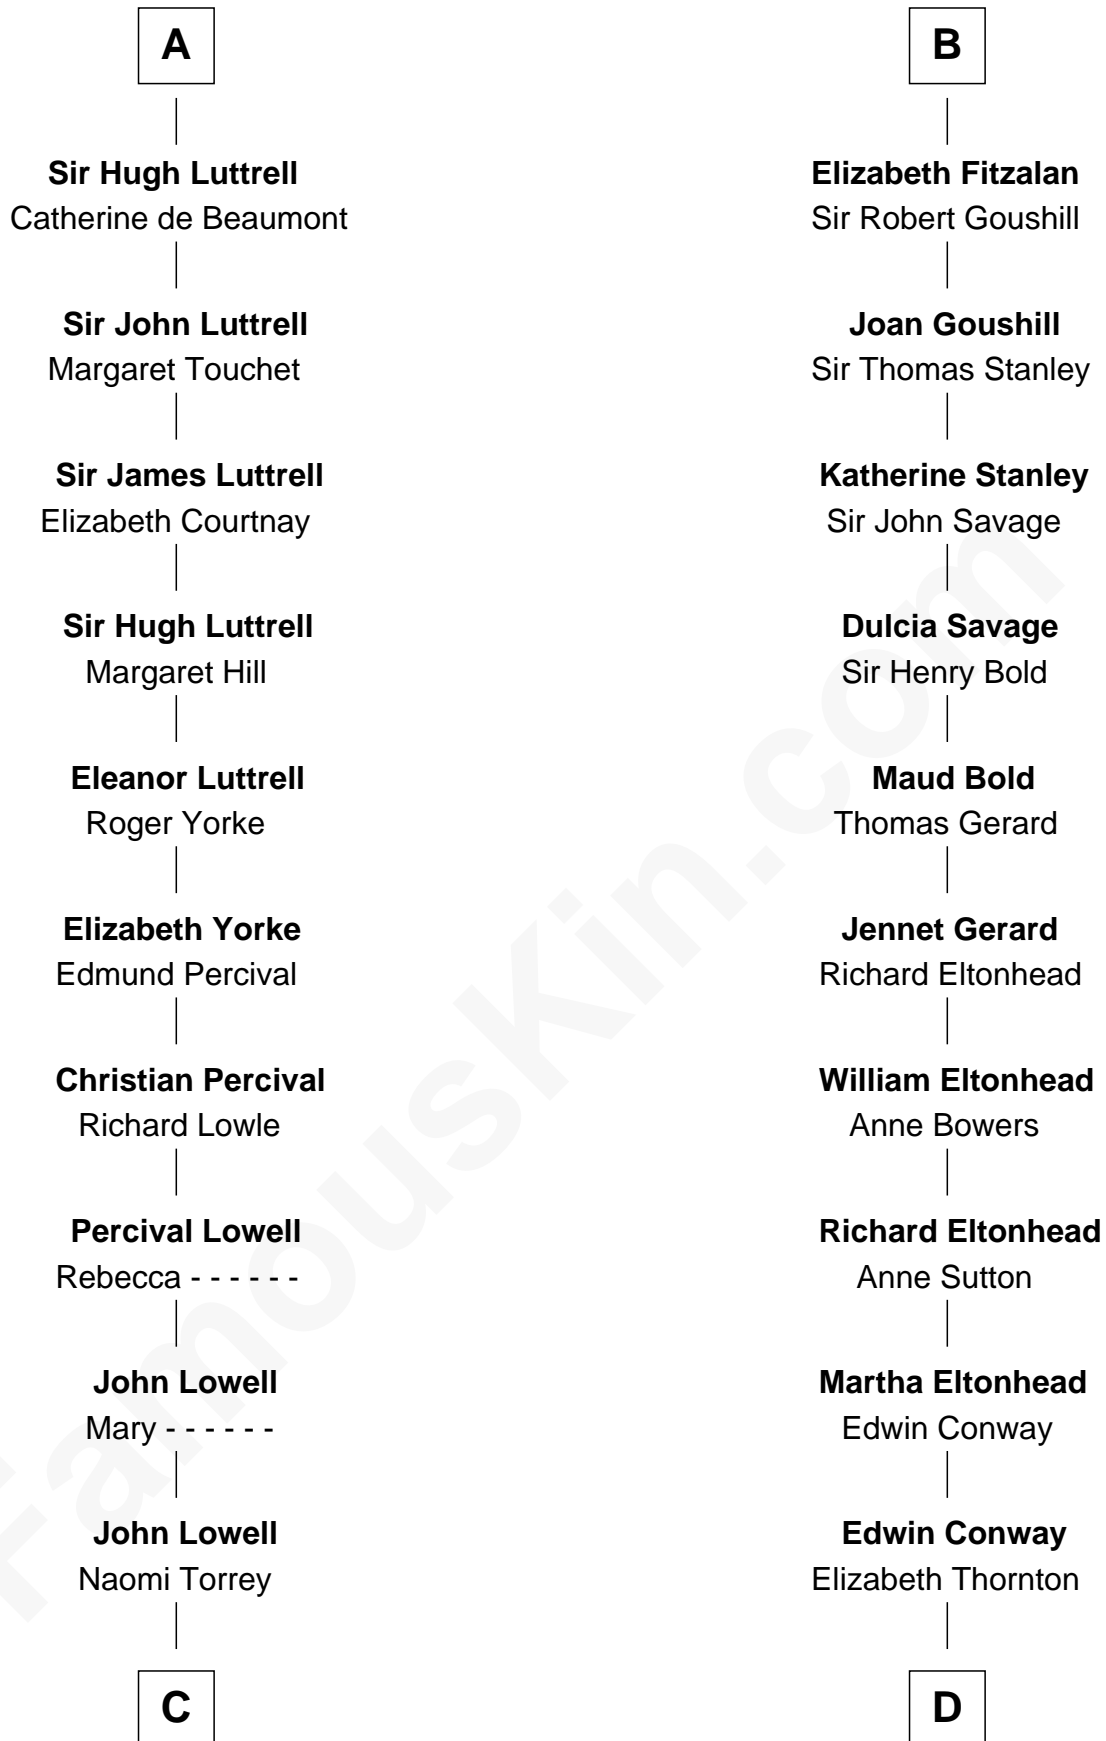 A
Sir Hugh Luttrell
Catherine de Beaumont
Sir John Luttrell
Margaret Touchet
Sir James Luttrell
Elizabeth Courtnay
Sir Hugh Luttrell
Margaret Hill
Eleanor Luttrell
Roger Yorke
Elizabeth Yorke
Edmund Percival
Christian Percival
Richard Lowle
Percival Lowell
Rebecca - - - - - -
John Lowell
Mary - - - - - -
John Lowell
Naomi Torrey
C
B
Elizabeth Fitzalan
Sir Robert Goushill
Joan Goushill
Sir Thomas Stanley
Katherine Stanley
Sir John Savage
Dulcia Savage
Sir Henry Bold
Maud Bold
Thomas Gerard
Jennet Gerard
Richard Eltonhead
William Eltonhead
Anne Bowers
Richard Eltonhead
Anne Sutton
Martha Eltonhead
Edwin Conway
Edwin Conway
Elizabeth Thornton
D
FamousKin.com